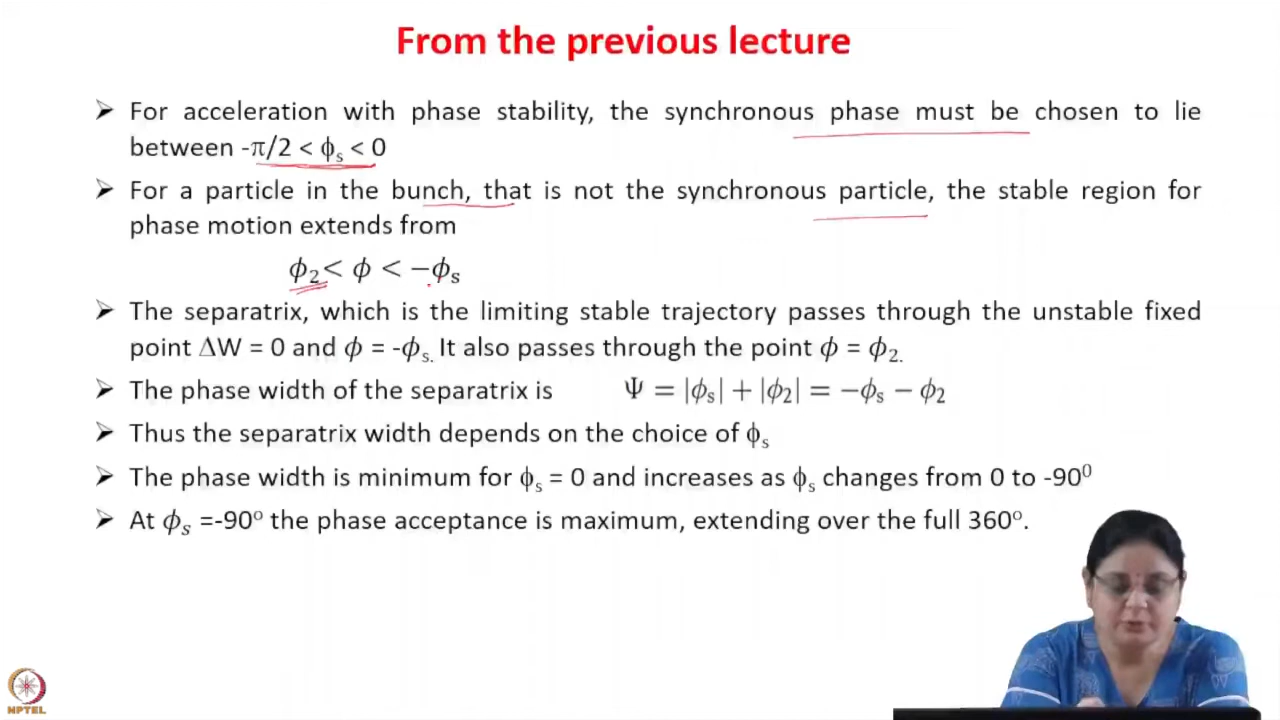 From the previous lecture
➢ For acceleration with phase stability, the synchronous phase must be chosen to lie
between -π/2 < ϕs < 0
➢ For a particle in the bunch, that is not the synchronous particle, the stable region for
phase motion extends from
ϕ₂ < ϕ < −ϕs
➢ The separatrix, which is the limiting stable trajectory passes through the unstable fixed
point ΔW = 0 and ϕ = -ϕs. It also passes through the point ϕ = ϕ₂.
➢ The phase width of the separatrix is Ψ = |ϕs| + |ϕ₂| = −ϕs − ϕ₂
➢ Thus the separatrix width depends on the choice of ϕs
➢ The phase width is minimum for ϕs = 0 and increases as ϕs changes from 0 to -90⁰
➢ At ϕs =-90ᵒ the phase acceptance is maximum, extending over the full 360ᵒ.
NPTEL